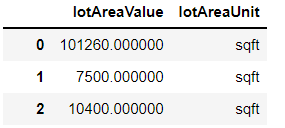 lotAreaValue lotAreaUnit
0 101260.000000 sqft
1 7500.000000 sqft
2 10400.000000 sqft